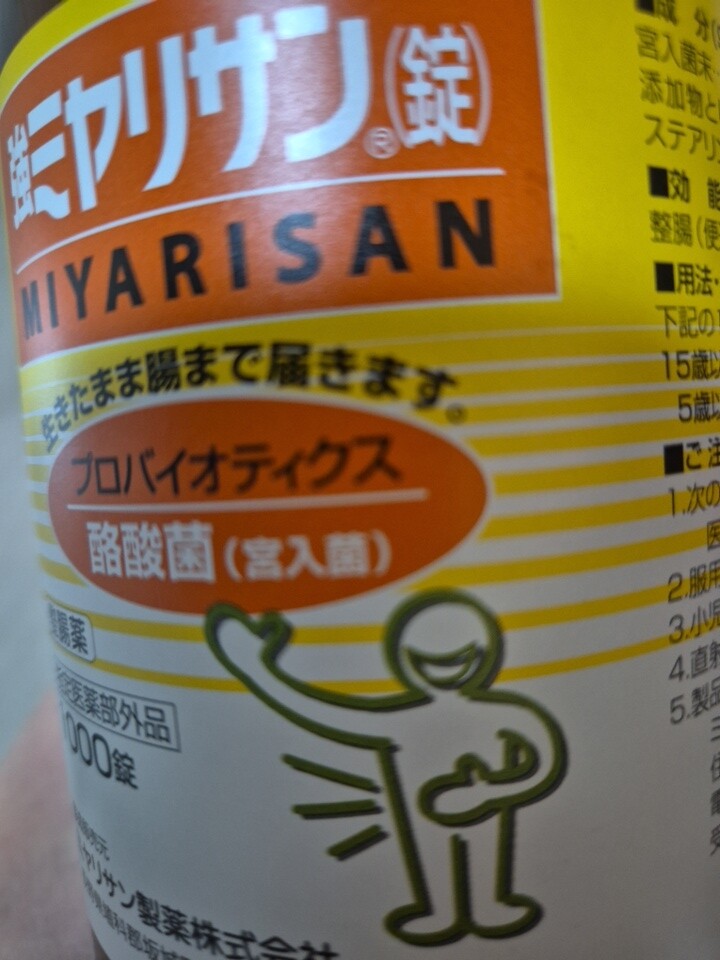 強ミヤリサン®(錠)
MIYARISAN
生きたまま腸まで届きます。
プロバイオティクス
酪酸菌(宮入菌)
整腸薬
医薬部外品
000錠
ミヤリサン製薬株式会社
■成 分
宮入菌末
添加物と
ステアリ
■効 能
整腸(便
■用法・
下記の
15歳以
5歳以
■ご注
1.次の
医
2.服用
3.小児
4.直射
5.製品